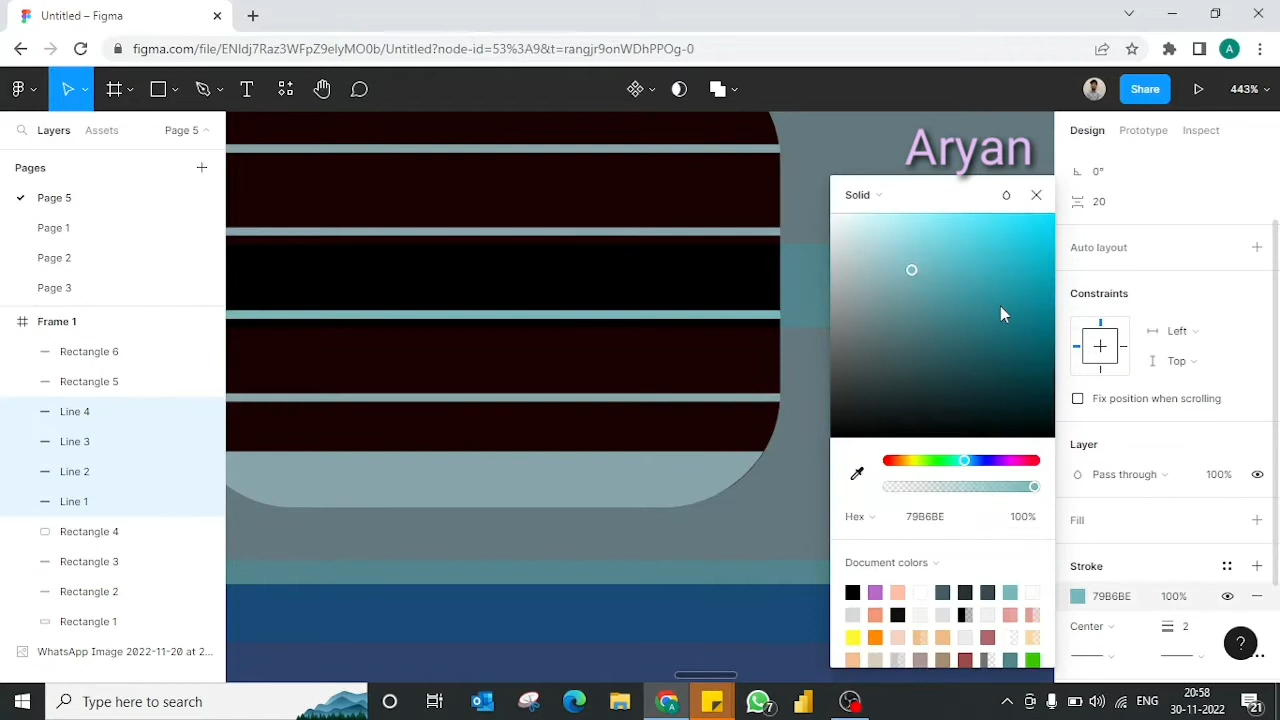 Untitled – Figma
figma.com/file/ENIdj7Raz3WFpZ9elyMO0b/Untitled?node-id=53%3A9&t=rangjr9onWDhPPOg-0
A
Share
443%
Layers
Assets
Page 5
Pages
Page 5
Page 1
Page 2
Page 3
Frame 1
Rectangle 6
Rectangle 5
Line 4
Line 3
Line 2
Line 1
Rectangle 4
Rectangle 3
Rectangle 2
Rectangle 1
WhatsApp Image 2022-11-20 at 2...
Aryan
Solid
Hex
79B6BE
100%
Document colors
Design
Prototype
Inspect
0°
20
Auto layout
Constraints
Left
Top
Fix position when scrolling
Layer
Pass through
100%
Fill
Stroke
79B6BE
100%
Center
2
?
Type here to search
7
ENG
20:58
30-11-2022
21